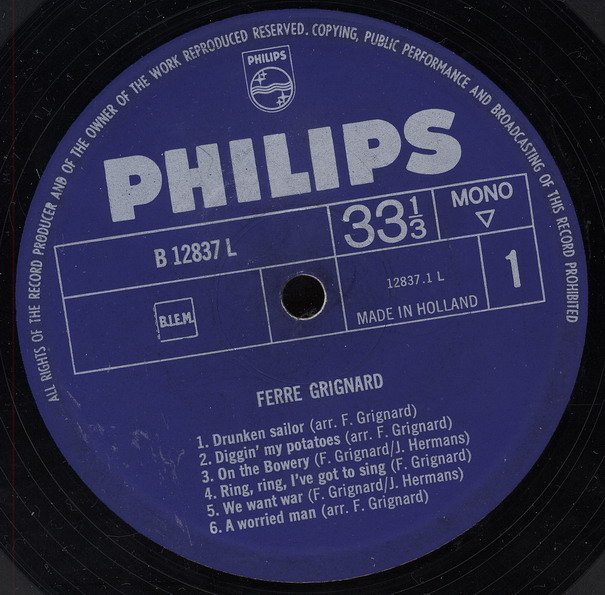 ALL RIGHTS OF THE RECORD PRODUCER AND OF THE OWNER OF THE WORK REPRODUCED RESERVED. COPYING, PUBLIC PERFORMANCE AND BROADCASTING OF THIS RECORD PROHIBITED
PHILIPS
PHILIPS
B 12837 L
33 1/3
MONO
B.I.E.M.
12837.1 L
MADE IN HOLLAND
1
FERRE GRIGNARD
1. Drunken sailor (arr. F. Grignard)
2. Diggin' my potatoes (arr. F. Grignard)
3. On the Bowery (F. Grignard/J. Hermans)
4. Ring, ring, I've got to sing (F. Grignard)
5. We want war (F. Grignard/J. Hermans)
6. A worried man (arr. F. Grignard)